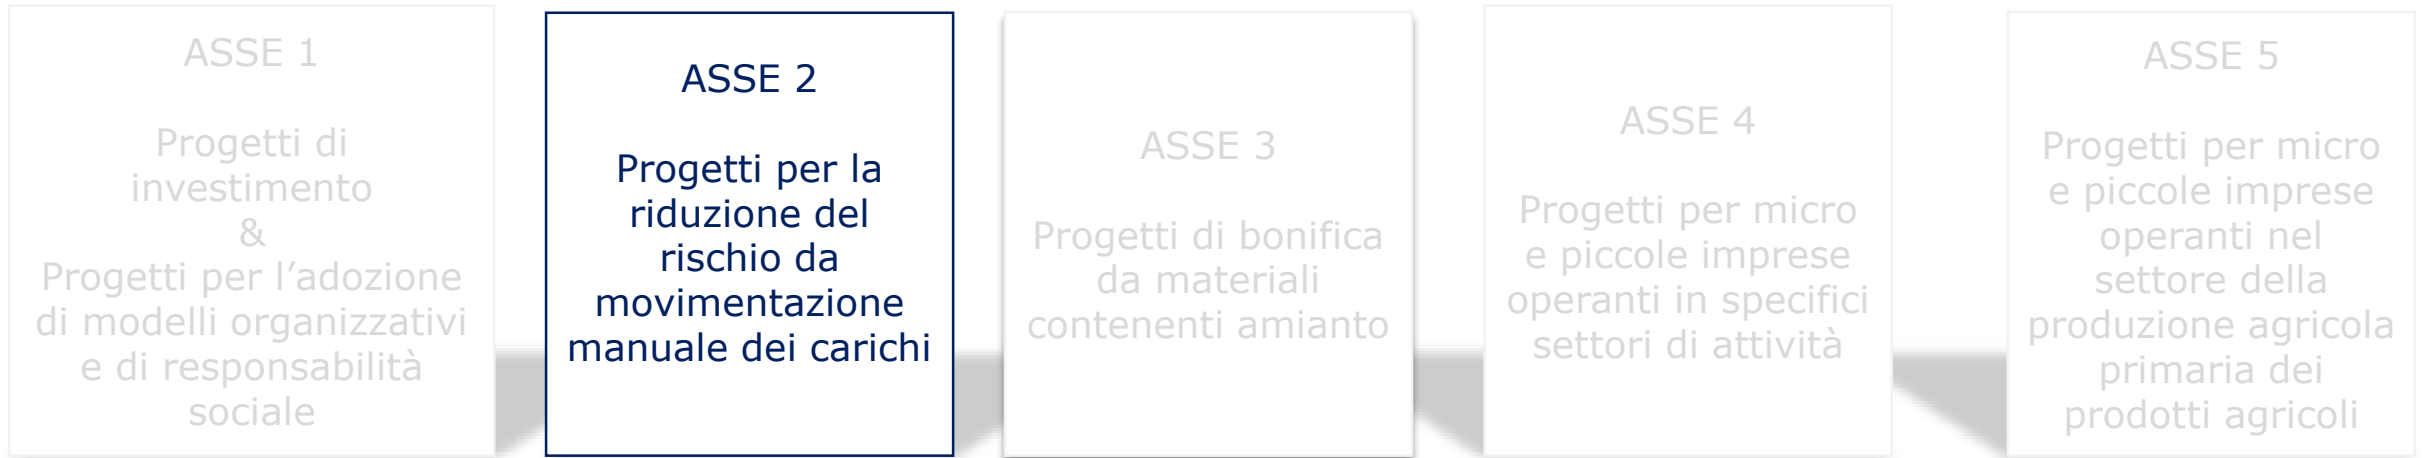 ASSE 1
Progetti di
investimento
&
Progetti per l’adozione
di modelli organizzativi
e di responsabilità
sociale
ASSE 2
Progetti per la
riduzione del
rischio da
movimentazione
manuale dei carichi
ASSE 3
Progetti di bonifica
da materiali
contenenti amianto
ASSE 4
Progetti per micro
e piccole imprese
operanti in specifici
settori di attività
ASSE 5
Progetti per micro
e piccole imprese
operanti nel
settore della
produzione agricola
primaria dei
prodotti agricoli